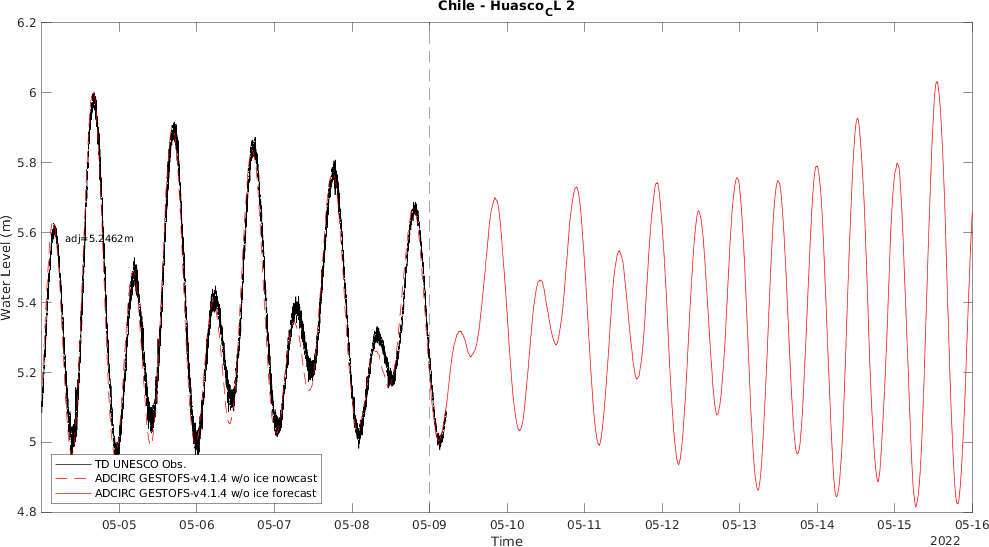 Chile - HuascoCL 2
6.2
6
5.8
5.6
5.4
5.2
5
4.8
Water Level (m)
adj=5.2462m
TD UNESCO Obs.
ADCIRC GESTOFS-v4.1.4 w/o ice nowcast
ADCIRC GESTOFS-v4.1.4 w/o ice forecast
05-05 05-06 05-07 05-08 05-09 05-10 05-11 05-12 05-13 05-14 05-15 05-16
Time
2022